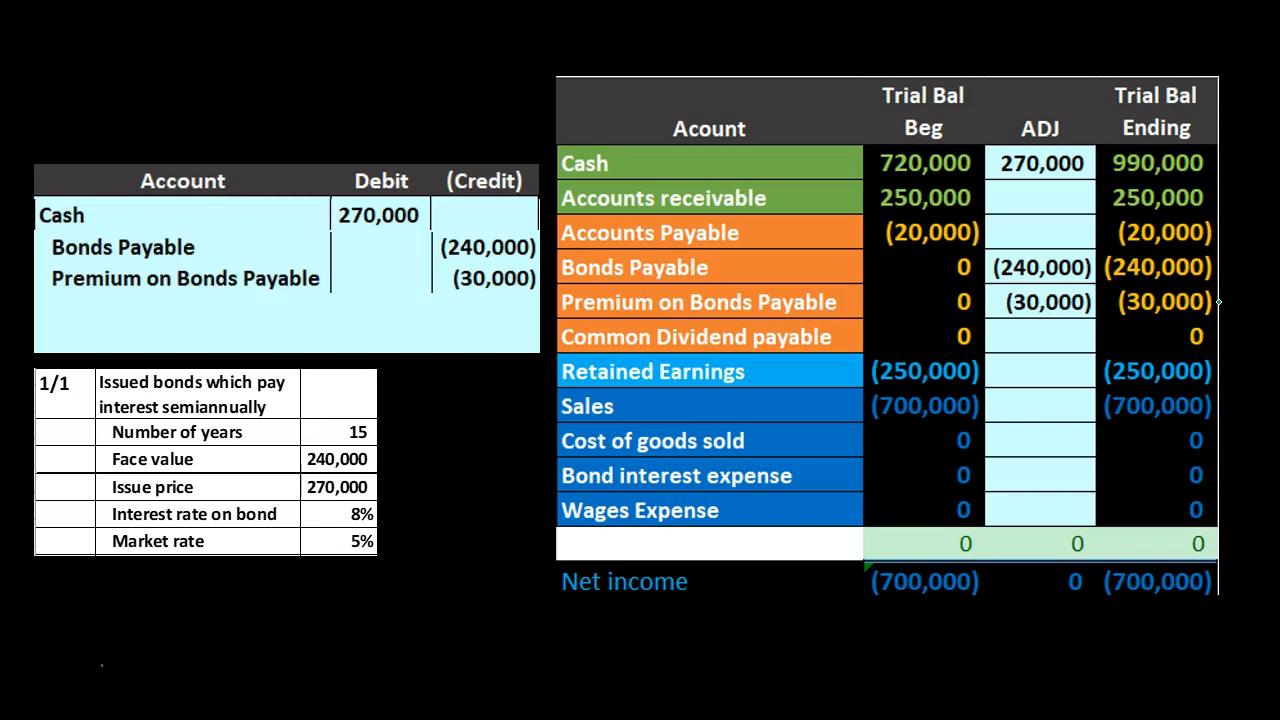 Account Debit (Credit)
Cash 270,000
Bonds Payable (240,000)
Premium on Bonds Payable (30,000)
1/1 Issued bonds which pay
interest semiannually
Number of years 15
Face value 240,000
Issue price 270,000
Interest rate on bond 8%
Market rate 5%
Trial Bal Trial Bal
Acount Beg ADJ Ending
Cash 720,000 270,000 990,000
Accounts receivable 250,000 250,000
Accounts Payable (20,000) (20,000)
Bonds Payable 0 (240,000) (240,000)
Premium on Bonds Payable 0 (30,000) (30,000)
Common Dividend payable 0 0
Retained Earnings (250,000) (250,000)
Sales (700,000) (700,000)
Cost of goods sold 0 0
Bond interest expense 0 0
Wages Expense 0 0
0 0 0
Net income (700,000) 0 (700,000)